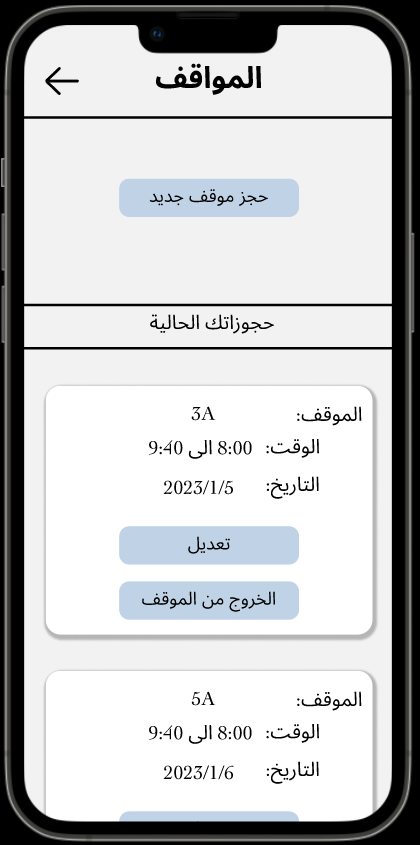 المواقف
حجز موقف جديد
حجوزاتك الحالية
الموقف: 3A
الوقت: 8:00 الى 9:40
التاريخ: 2023/1/5
تعديل
الخروج من الموقف
الموقف: 5A
الوقت: 8:00 الى 9:40
التاريخ: 2023/1/6